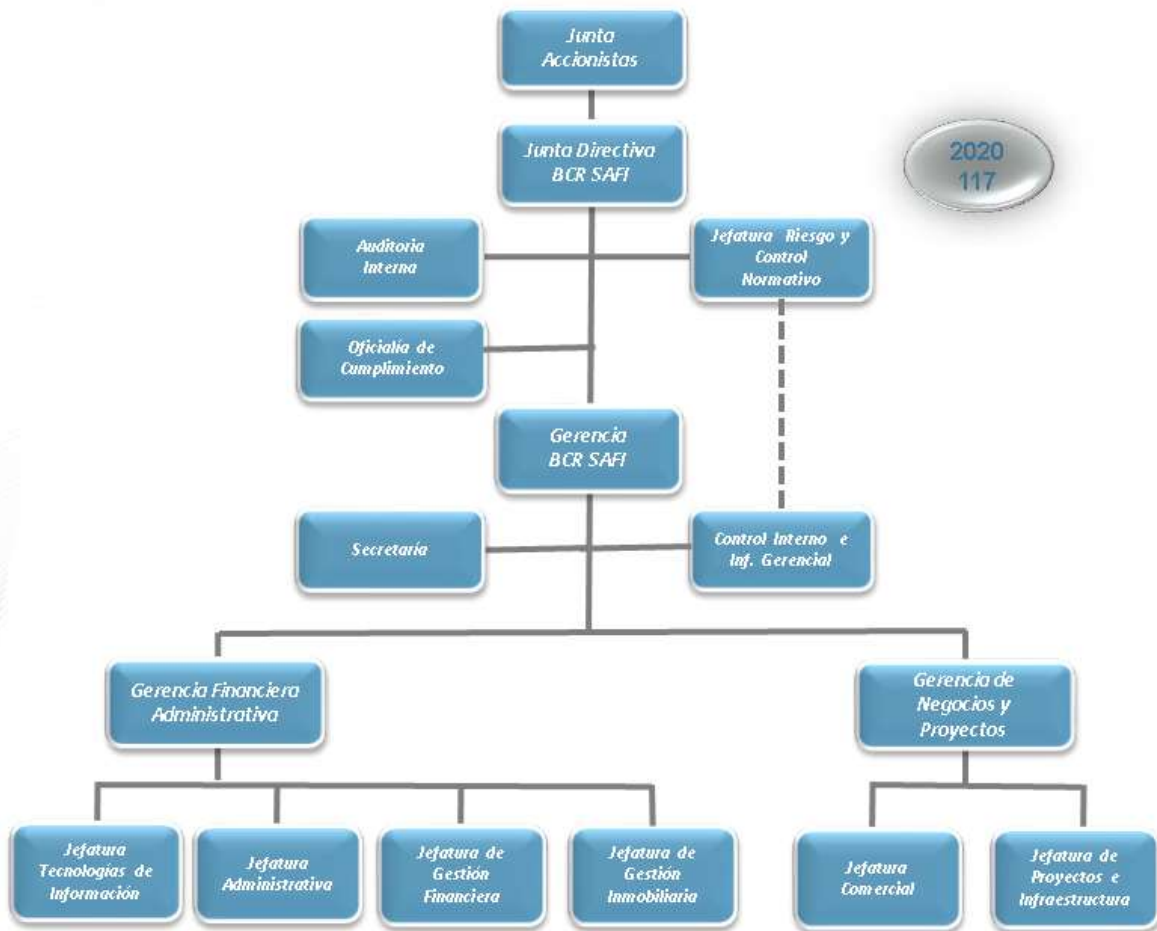 Junta
Accionistas
Junta Directiva
BCR SAFI
2020
117
Auditoria
Interna
Jefatura Riesgo y
Control
Normativo
Oficialía de
Cumplimiento
Gerencia
BCR SAFI
Secretaría
Control Interno e
Inf. Gerencial
Gerencia Financiera
Administrativa
Gerencia de
Negocios y
Proyectos
Jefatura
Tecnologías de
Información
Jefatura
Administrativa
Jefatura de
Gestión
Financiera
Jefatura de
Gestión
Inmobiliaria
Jefatura
Comercial
Jefatura de
Proyectos e
Infraestructura